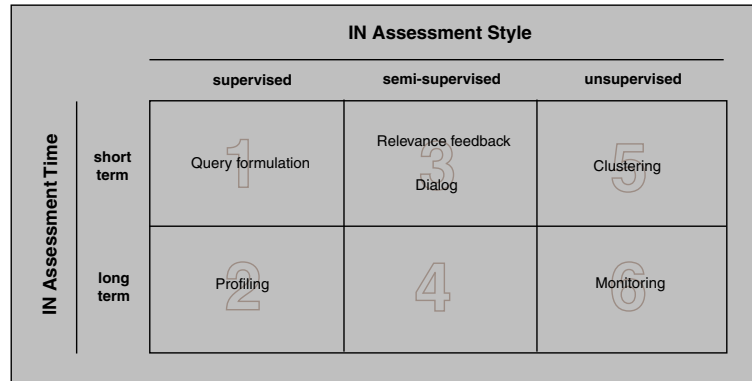 IN Assessment Style
supervised semi-supervised unsupervised
IN Assessment Time
short
term
1
Query formulation
3
Relevance feedback
Dialog
5
Clustering
long
term
2
Profiling
4
6
Monitoring